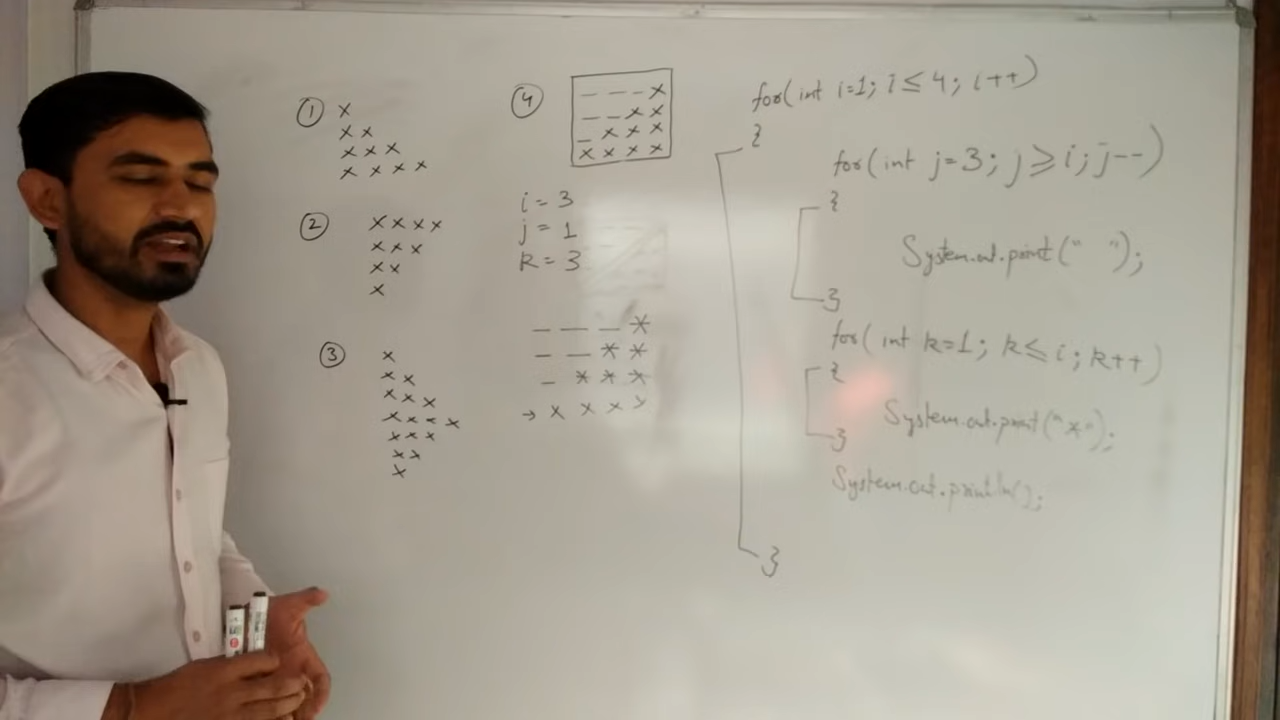 ① x
x x
x x x
x x x x
② x x x x
x x x
x x
x
③ x
x x
x x x
x x x x
x x x
x x
x
④ _ _ _ x
_ _ x x
_ x x x
x x x x
i = 3
j = 1
k = 3
_ _ _ *
_ _ * *
_ * * *
→ x x x x
for(int i=1; i≤4; i++)
{
for(int j=3; j≥i; j--)
{
System.out.print(" ");
}
for(int k=1; k≤i; k++)
{
System.out.print("*");
}
System.out.println();
}